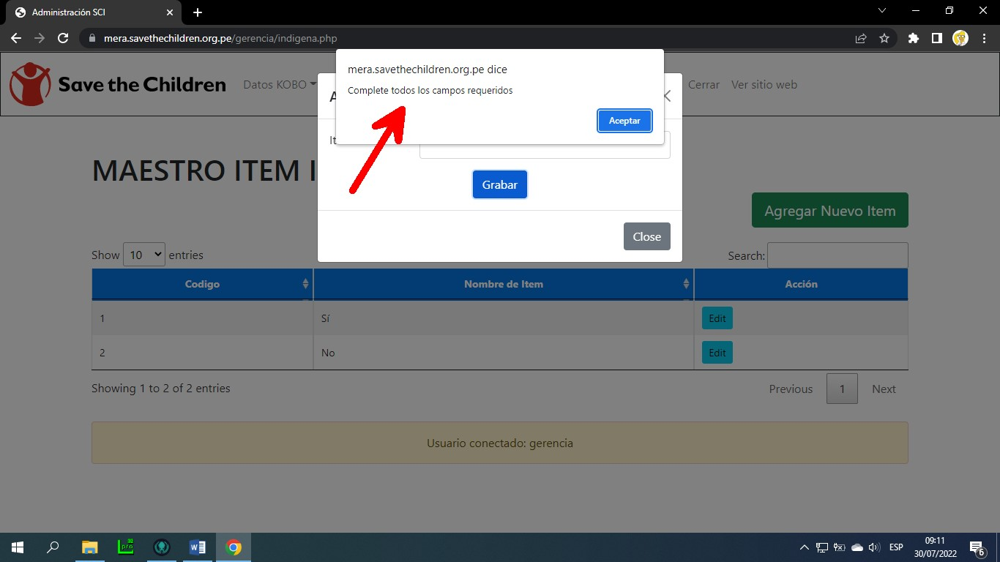 Administración SCI
mera.savethechildren.org.pe/gerencia/indigena.php
Save the Children
Datos KOBO
Cerrar
Ver sitio web
mera.savethechildren.org.pe dice
Complete todos los campos requeridos
Aceptar
MAESTRO ITEM
Grabar
Close
Agregar Nuevo Item
Show 10 entries
Search:
Codigo Nombre de Item Acción
1 Sí Edit
2 No Edit
Showing 1 to 2 of 2 entries
Previous 1 Next
Usuario conectado: gerencia
ESP
09:11
30/07/2022
6